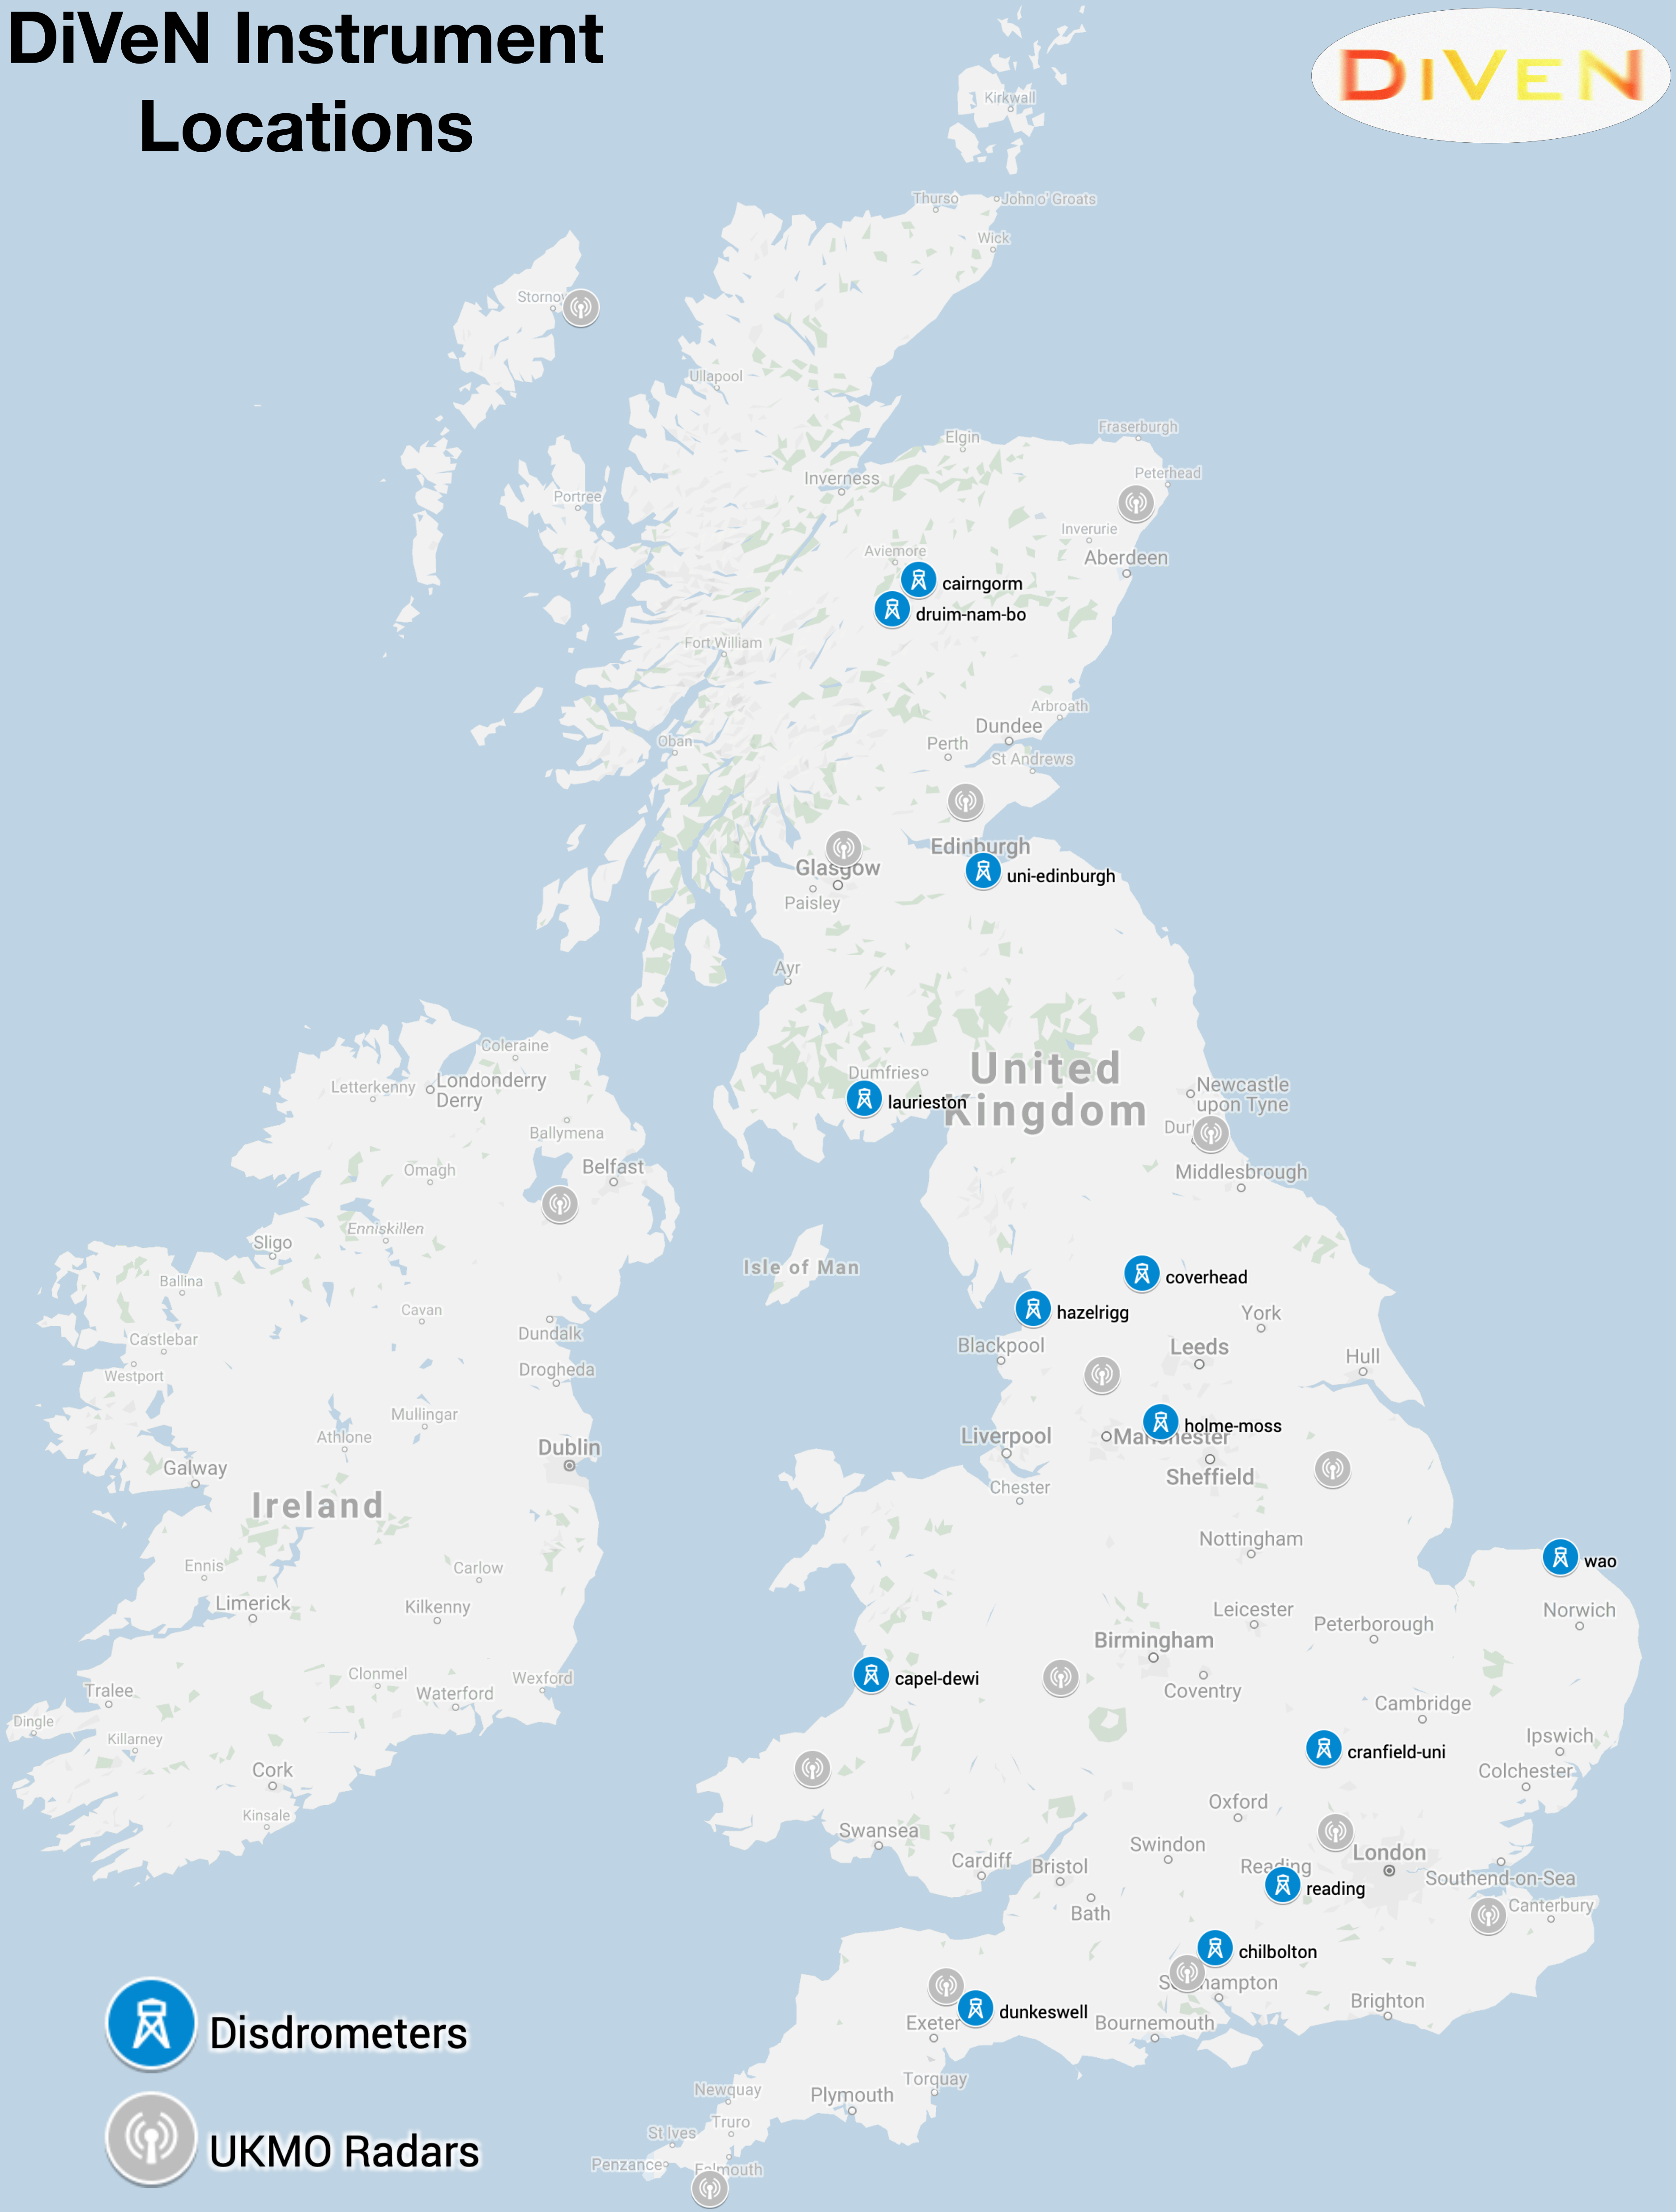 DiVeN Instrument
Locations
DIVEN
Kirkwall
Thurso
John o' Groats
Wick
Ullapool
Elgin
Fraserburgh
Inverness
Peterhead
Portree
Inverurie
Aviemore
Aberdeen
cairngorm
druim-nam-bo
Fort William
Arbroath
Dundee
Oban
Perth
St Andrews
Edinburgh
Glasgow
uni-edinburgh
Paisley
Ayr
Coleraine
Dumfries
United
Kingdom
Letterkenny
Londonderry
Derry
Newcastle
upon Tyne
laurieston
Ballymena
Belfast
Omagh
Middlesbrough
Enniskillen
Sligo
Isle of Man
Ballina
coverhead
Cavan
hazelrigg
York
Dundalk
Castlebar
Blackpool
Leeds
Hull
Westport
Drogheda
Mullingar
holme-moss
Athlone
Liverpool
Manchester
Dublin
Galway
Sheffield
Chester
Ireland
Nottingham
wao
Ennis
Carlow
Limerick
Kilkenny
Leicester
Peterborough
Norwich
Birmingham
Clonmel
Wexford
capel-dewi
Tralee
Waterford
Coventry
Cambridge
Dingle
Killarney
Ipswich
cranfield-uni
Cork
Colchester
Oxford
Kinsale
Swansea
Swindon
London
Cardiff
Bristol
Reading
Southend-on-Sea
reading
Bath
Canterbury
chilbolton
Brighton
dunkeswell
Exeter
Bournemouth
Disdrometers
Torquay
Newquay
Plymouth
Truro
St Ives
UKMO Radars
Penzance
Falmouth